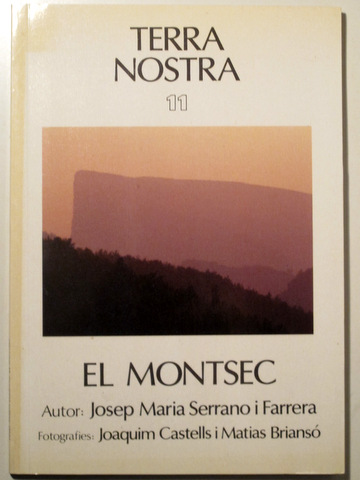 TERRA
NOSTRA
11
EL MONTSEC
Autor: Josep Maria Serrano i Farrera
Fotografies: Joaquim Castells i Matias Briansó